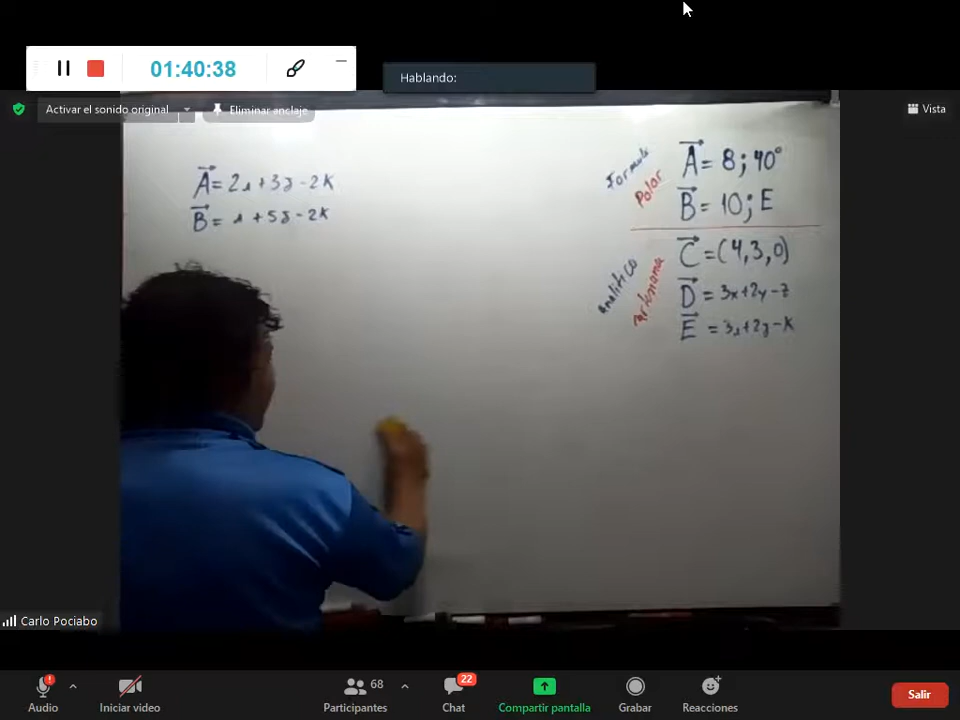 01:40:38
Hablando:
Activar el sonido original
Eliminar anclaje
Vista
A = 2i + 3j - 2k
B = i + 5j - 2k
Forma
Polar
A = 8 ; 40°
B = 10 ; E
analitico
cartesiana
C = (4,3,0)
D = 3x + 2y - z
E = 3i + 2j - k
Carlo Pociabo
Audio
Iniciar video
68
Participantes
22
Chat
Compartir pantalla
Grabar
Reacciones
Salir